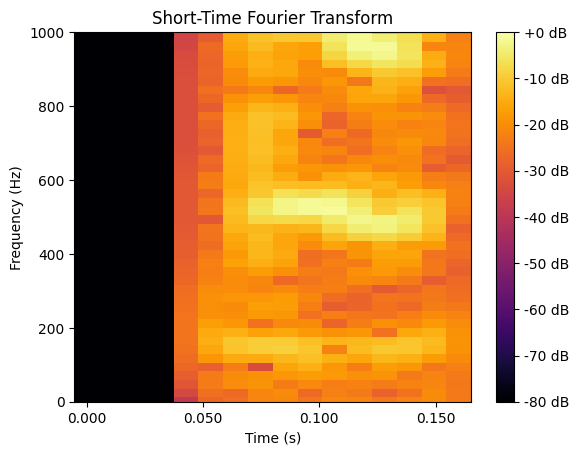 Short-Time Fourier Transform
1000
800
600
400
200
0
Frequency (Hz)
0.000
0.050
0.100
0.150
Time (s)
+0 dB
-10 dB
-20 dB
-30 dB
-40 dB
-50 dB
-60 dB
-70 dB
-80 dB